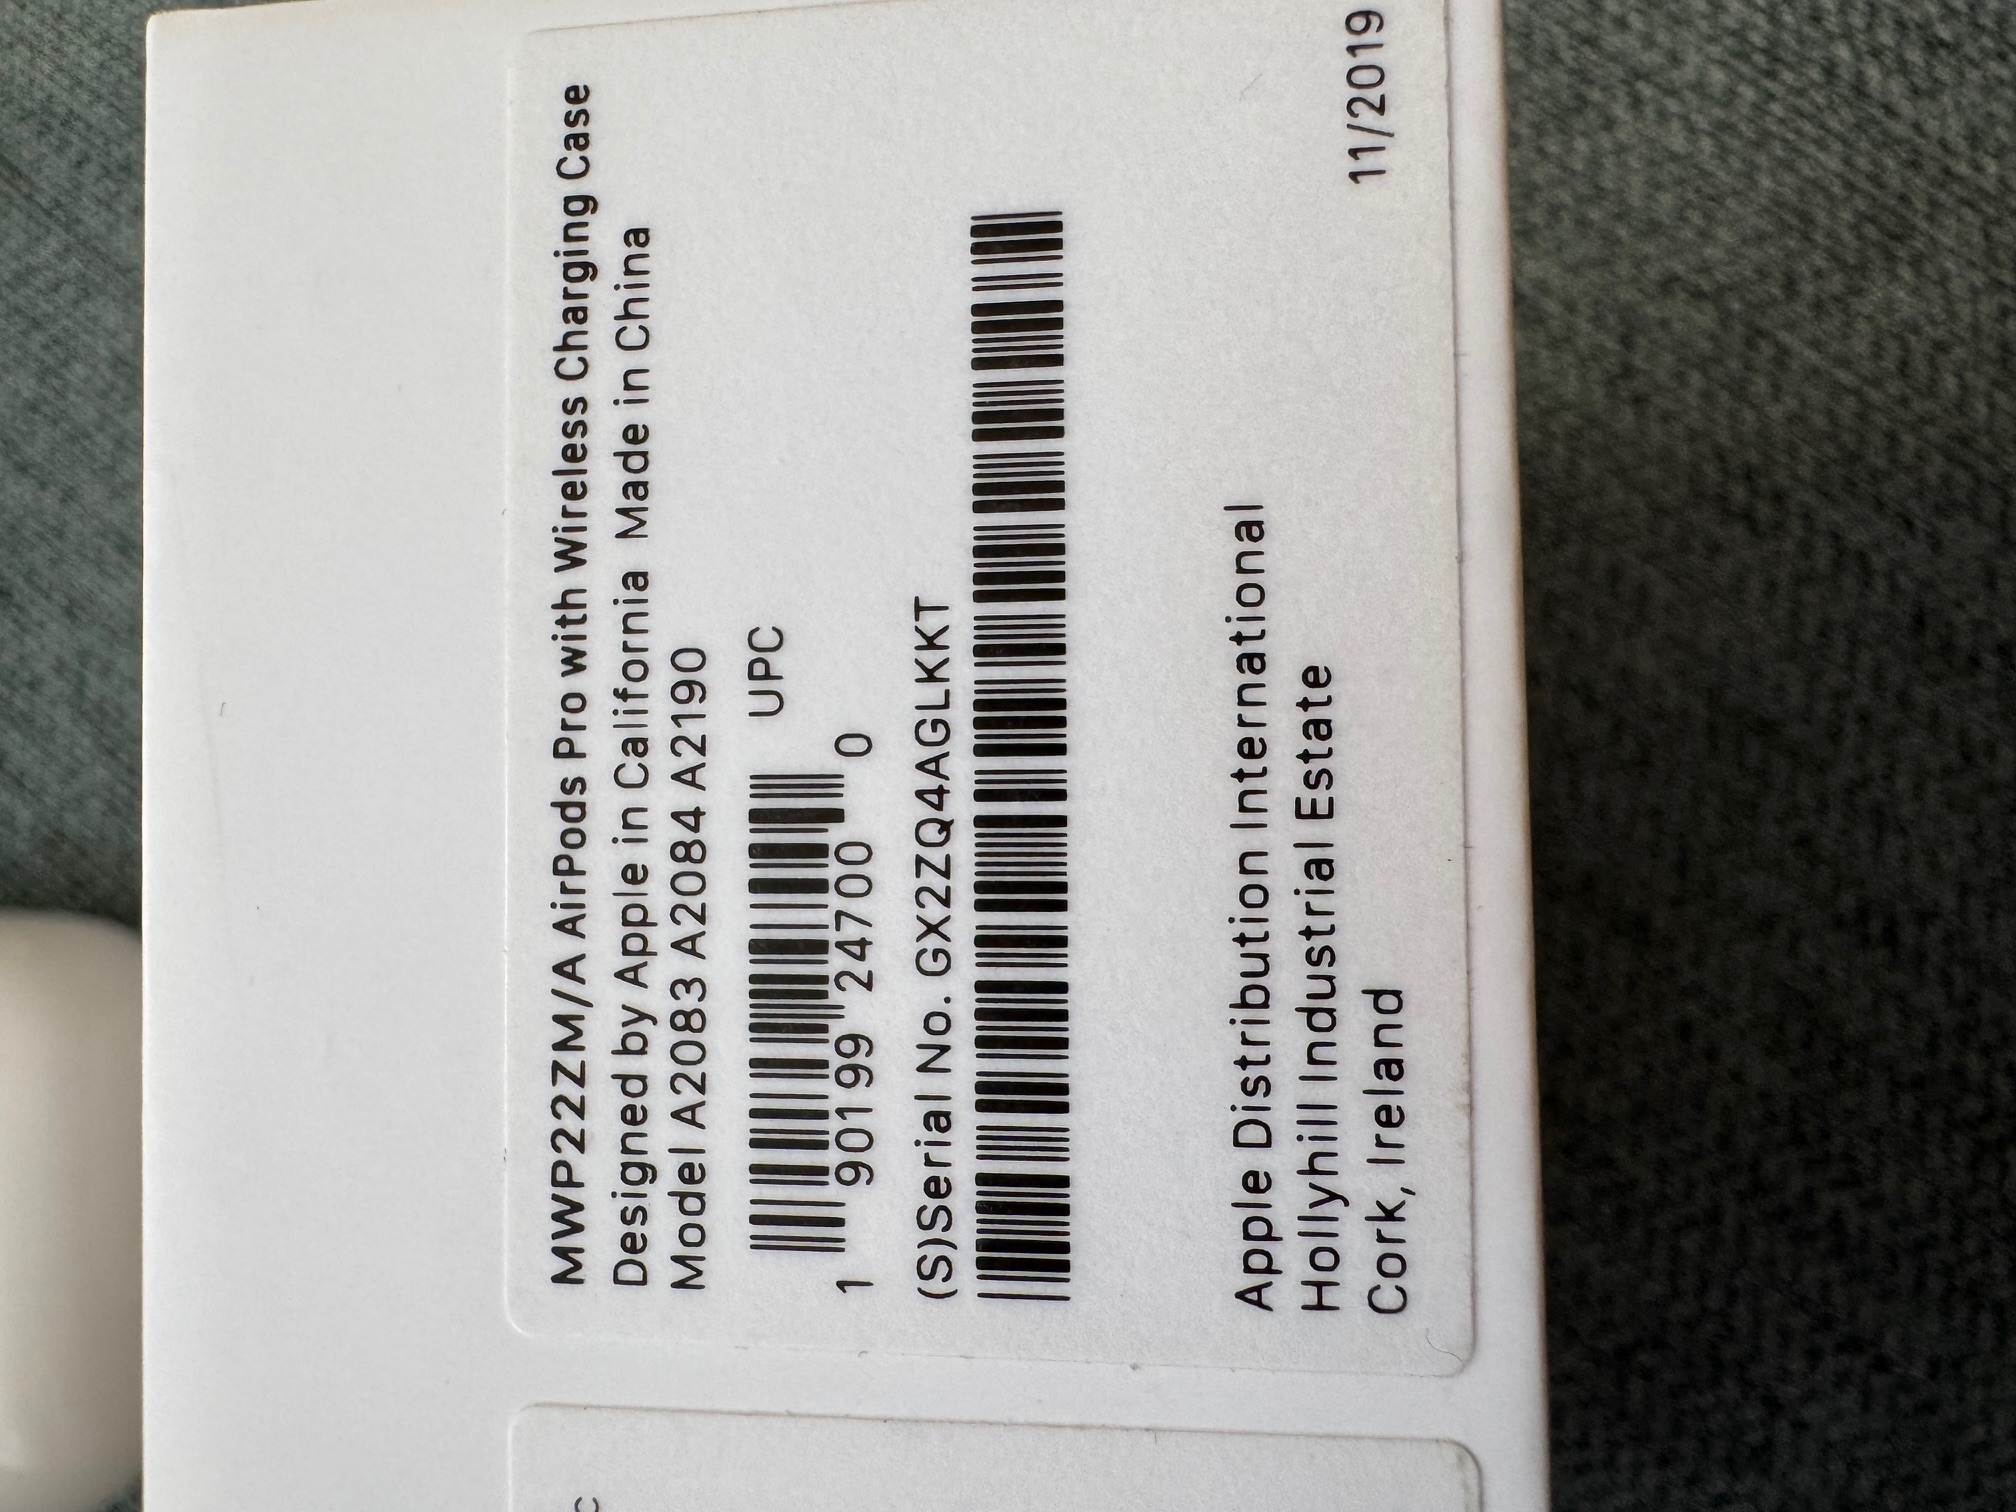 MWP22ZM/A AirPods Pro with Wireless Charging Case
Designed by Apple in California Made in China
Model A2083 A2084 A2190
UPC
1 90199 24700 0
(S)Serial No. GX2ZQ4AGLKKT
Apple Distribution International
Hollyhill Industrial Estate
Cork, Ireland
11/2019